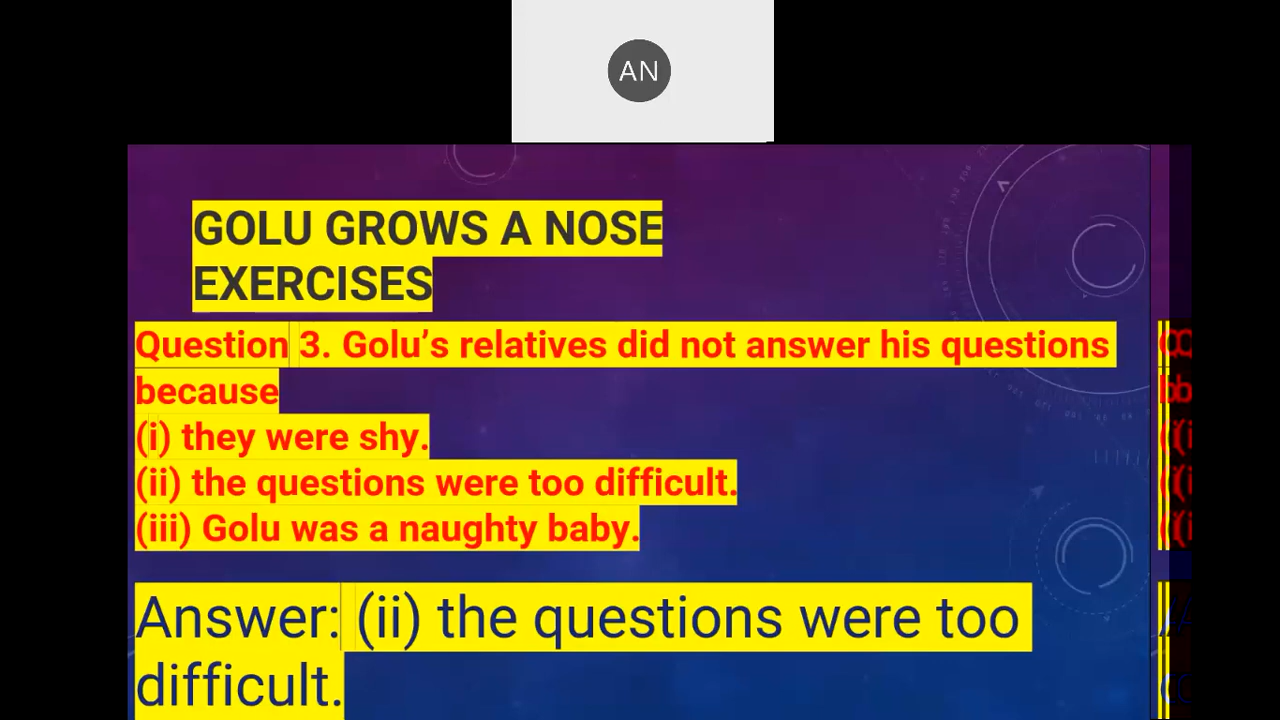 AN
GOLU GROWS A NOSE
EXERCISES
Question 3. Golu’s relatives did not answer his questions
because
(i) they were shy.
(ii) the questions were too difficult.
(iii) Golu was a naughty baby.
Answer: (ii) the questions were too
difficult.